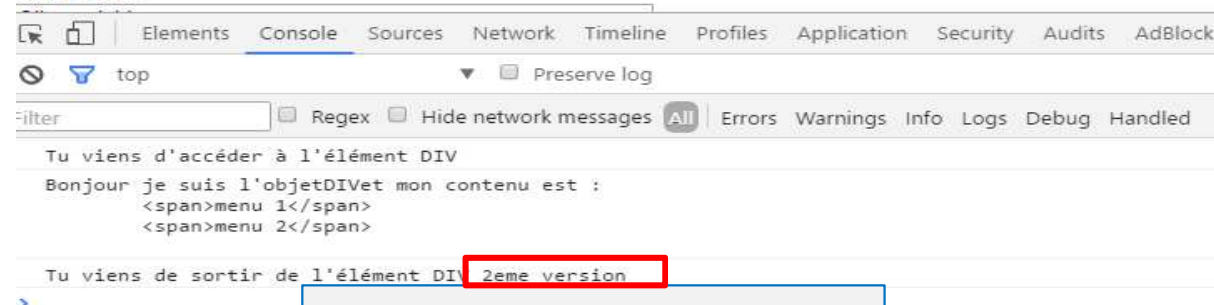 Elements Console Sources Network Timeline Profiles Application Security Audits AdBlock
top Preserve log
Filter Regex Hide network messages All Errors Warnings Info Logs Debug Handled
Tu viens d'accéder à l'élément DIV
Bonjour je suis l'objetDIVet mon contenu est :
<span>menu 1</span>
<span>menu 2</span>
Tu viens de sortir de l'élément DIV 2eme version